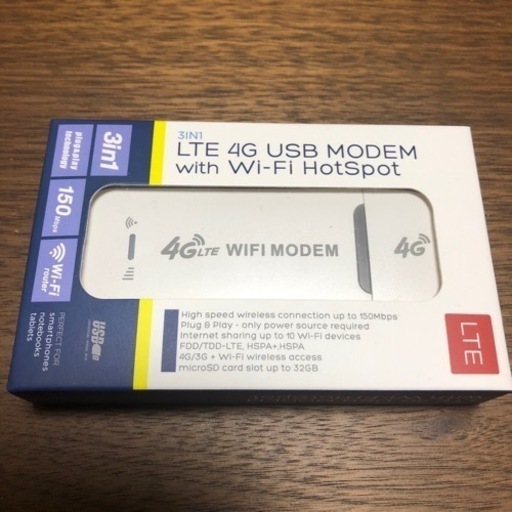 3IN1
LTE 4G USB MODEM
with Wi-Fi HotSpot
3in1
plug&play
technology
150 Mbps
Wi-Fi
router
PERFECT FOR
smartphones
notebooks
tablets
USB
4G LTE WIFI MODEM
4G
High speed wireless connection up to 150Mbps
Plug & Play - only power source required
Internet sharing up to 10 Wi-Fi devices
FDD/TDD-LTE, HSPA+,HSPA
4G/3G + Wi-Fi wireless access
microSD card slot up to 32GB
LTE